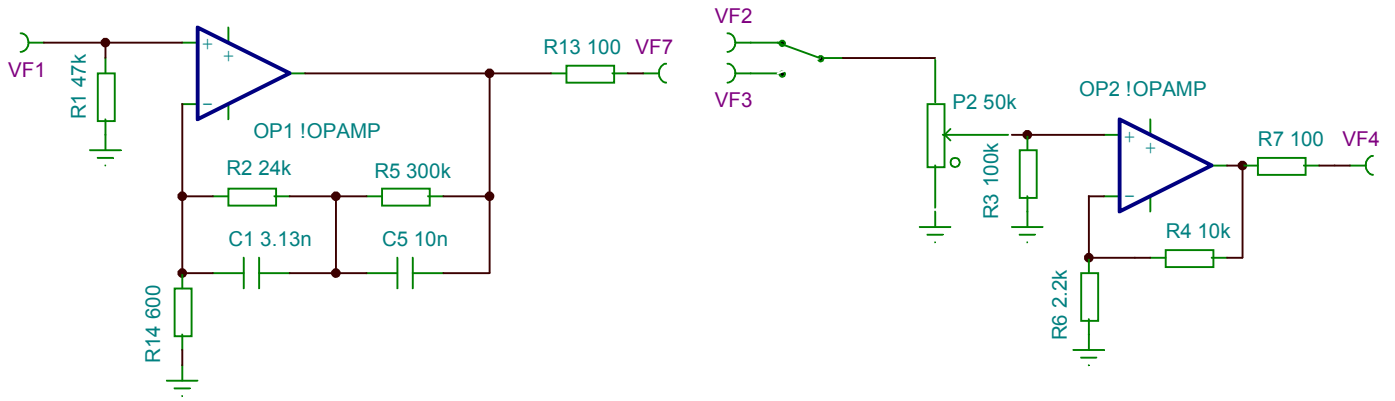 VF1
R1 47k
+
+
−
OP1 !OPAMP
R2 24k
R5 300k
C1 3.13n
C5 10n
R14 600
R13 100
VF7
VF2
VF3
P2 50k
R3 100k
OP2 !OPAMP
+
+
−
R7 100
VF4
R4 10k
R6 2.2k